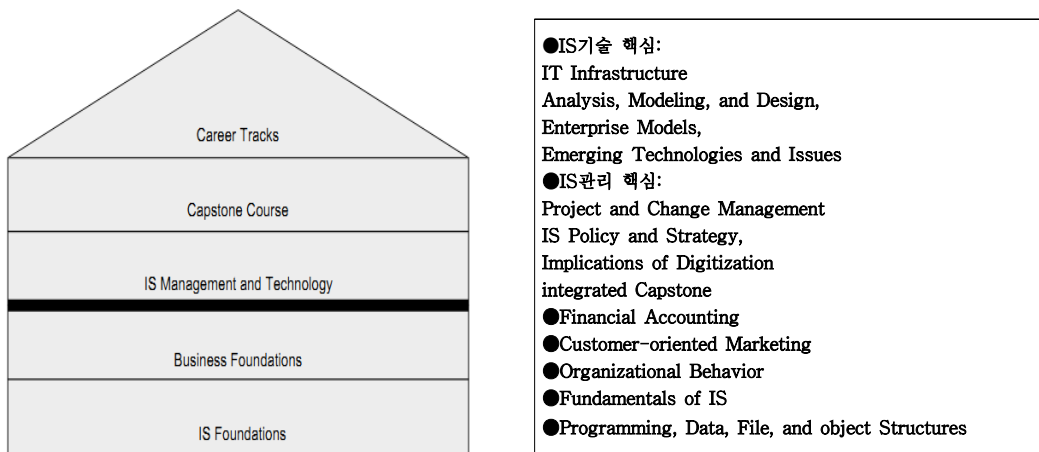 Career Tracks
Capstone Course
IS Management and Technology
Business Foundations
IS Foundations
●IS기술 핵심:
IT Infrastructure
Analysis, Modeling, and Design,
Enterprise Models,
Emerging Technologies and Issues
●IS관리 핵심:
Project and Change Management
IS Policy and Strategy,
Implications of Digitization
integrated Capstone
●Financial Accounting
●Customer-oriented Marketing
●Organizational Behavior
●Fundamentals of IS
●Programming, Data, File, and object Structures